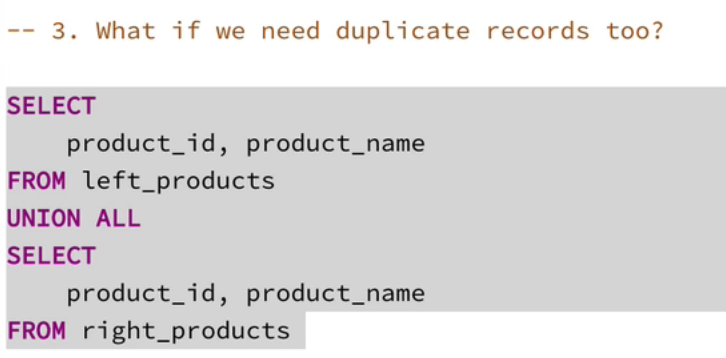 -- 3. What if we need duplicate records too?
SELECT
product_id, product_name
FROM left_products
UNION ALL
SELECT
product_id, product_name
FROM right_products